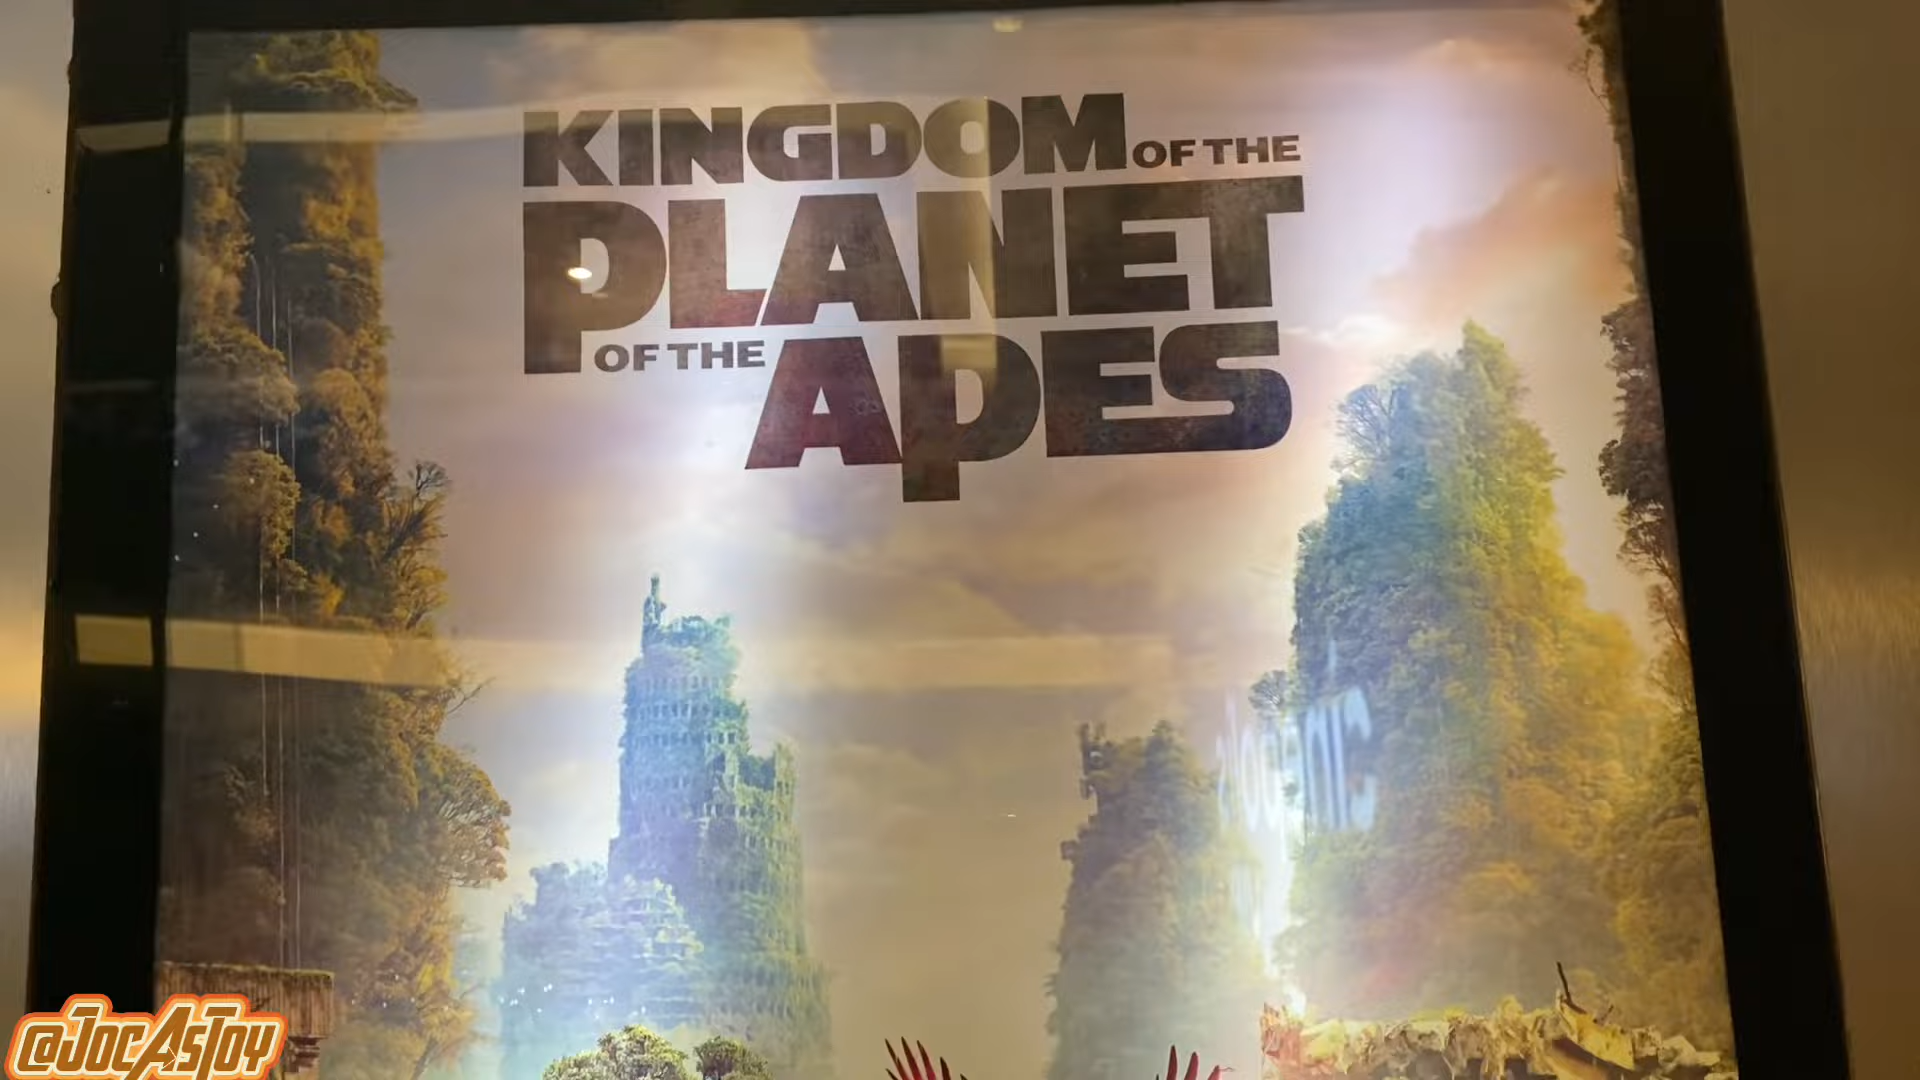 KINGDOM OF THE
PLANET
OF THE APES
@JOCASTOY